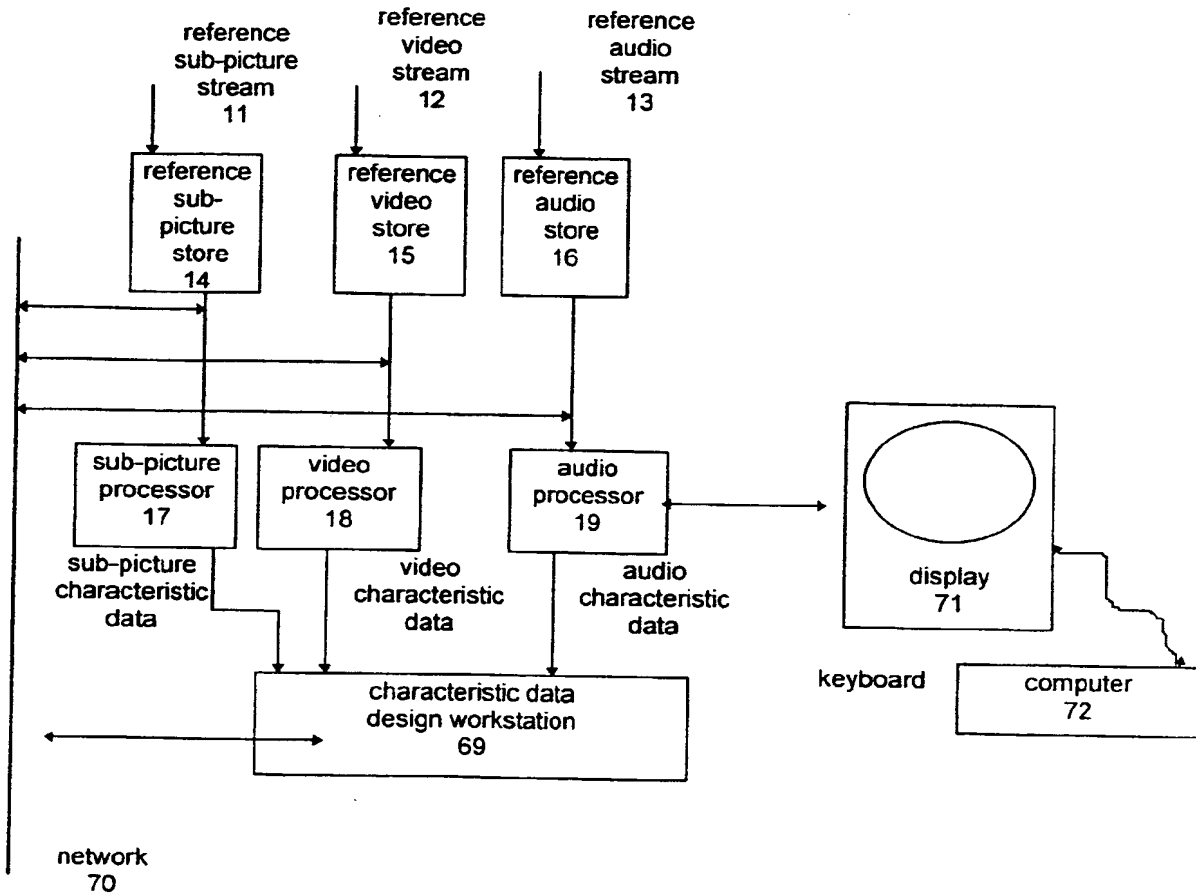 reference
sub-picture
stream
11
reference
video
stream
12
reference
audio
stream
13
reference
sub-
picture
store
14
reference
video
store
15
reference
audio
store
16
sub-picture
processor
17
video
processor
18
audio
processor
19
sub-picture
characteristic
data
video
characteristic
data
audio
characteristic
data
display
71
keyboard
computer
72
characteristic data
design workstation
69
network
70